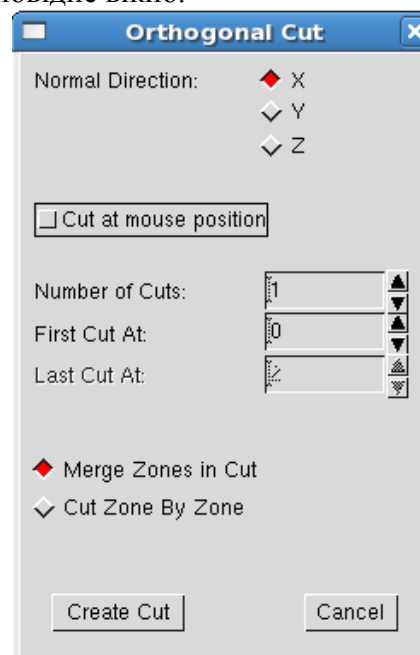 Orthogonal Cut
Normal Direction:
X
Y
Z
Cut at mouse position
Number of Cuts: 1
First Cut At: 0
Last Cut At:
Merge Zones in Cut
Cut Zone By Zone
Create Cut Cancel